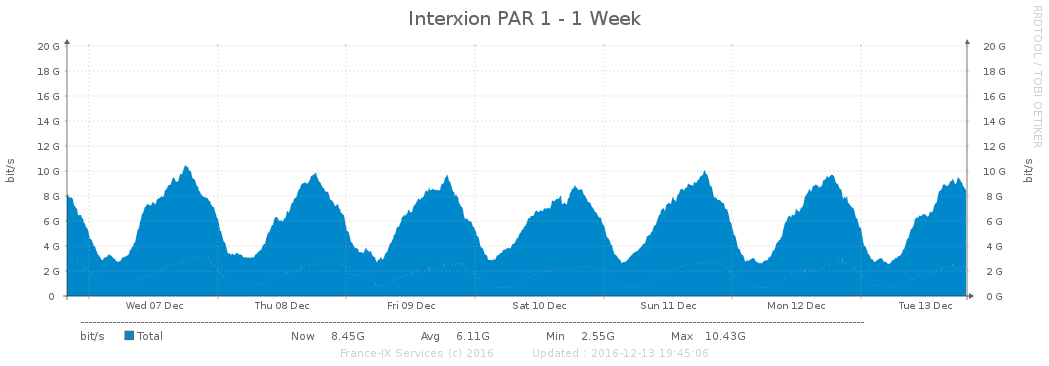 Interxion PAR 1 - 1 Week
RRDTOOL / TOBI OETIKER
bit/s
20 G
18 G
16 G
14 G
12 G
10 G
8 G
6 G
4 G
2 G
0
20 G
18 G
16 G
14 G
12 G
10 G
8 G
6 G
4 G
2 G
0 G
bit/s
Wed 07 Dec Thu 08 Dec Fri 09 Dec Sat 10 Dec Sun 11 Dec Mon 12 Dec Tue 13 Dec
bit/s Total Now 8.45G Avg 6.11G Min 2.55G Max 10.43G
France-IX Services (c) 2016 Updated : 2016-12-13 19:45:06